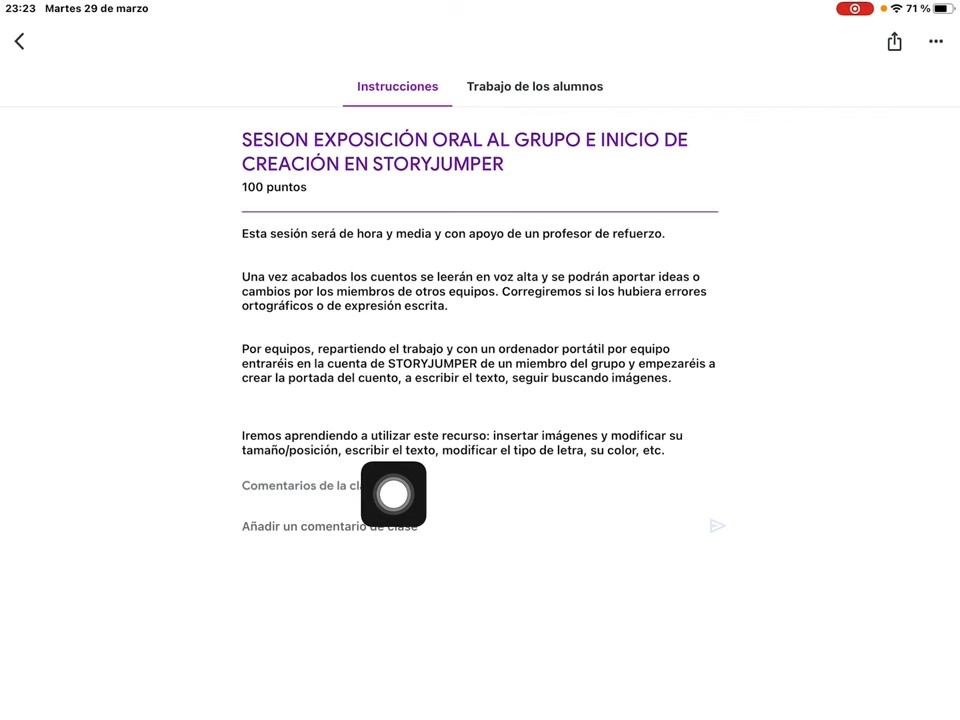 23:23 Martes 29 de marzo
71 %
Instrucciones
Trabajo de los alumnos
SESION EXPOSICIÓN ORAL AL GRUPO E INICIO DE
CREACIÓN EN STORYJUMPER
100 puntos
Esta sesión será de hora y media y con apoyo de un profesor de refuerzo.
Una vez acabados los cuentos se leerán en voz alta y se podrán aportar ideas o
cambios por los miembros de otros equipos. Corregiremos si los hubiera errores
ortográficos o de expresión escrita.
Por equipos, repartiendo el trabajo y con un ordenador portátil por equipo
entraréis en la cuenta de STORYJUMPER de un miembro del grupo y empezaréis a
crear la portada del cuento, a escribir el texto, seguir buscando imágenes.
Iremos aprendiendo a utilizar este recurso: insertar imágenes y modificar su
tamaño/posición, escribir el texto, modificar el tipo de letra, su color, etc.
Comentarios de la
Añadir un comentario de clase